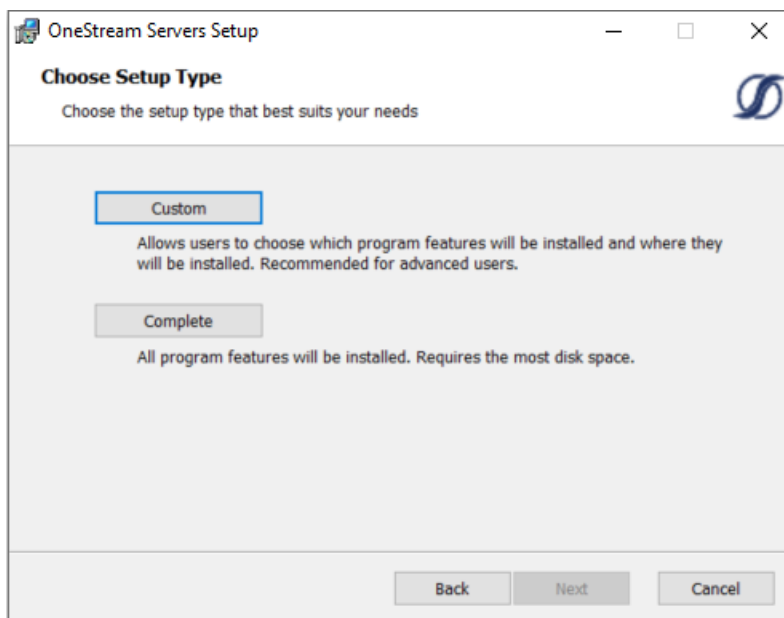 OneStream Servers Setup
Choose Setup Type
Choose the setup type that best suits your needs
Custom
Allows users to choose which program features will be installed and where they
will be installed. Recommended for advanced users.
Complete
All program features will be installed. Requires the most disk space.
Back
Next
Cancel